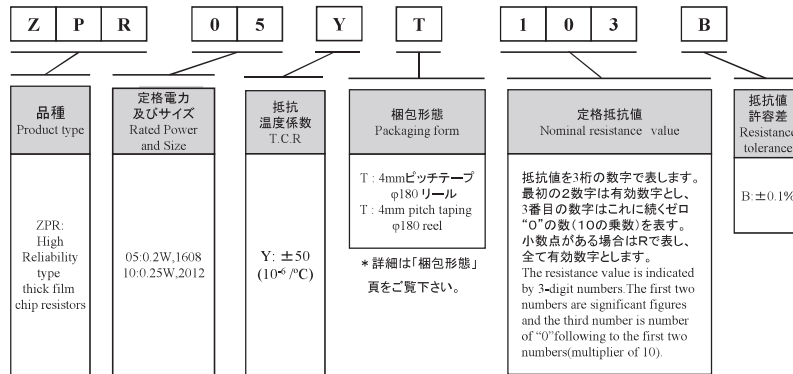 Z P R 0 5 Y T 1 0 3 B
品種
Product type
ZPR:
High
Reliability
type
thick film
chip resistors
定格電力
及びサイズ
Rated Power
and Size
05:0.2W,1608
10:0.25W,2012
抵抗
温度係数
T.C.R
Y: ±50
(10⁻⁶ /℃)
梱包形態
Packaging form
T : 4mmピッチテープ
φ180 リール
T : 4mm pitch taping
φ180 reel
*詳細は「梱包形態」
頁をご覧下さい。
定格抵抗値
Nominal resistance value
抵抗値を3桁の数字で表します。
最初の2数字は有効数字とし、
3番目の数字はこれに続くゼロ
“0”の数(10の乗数)を表す。
小数点がある場合はRで表し、
全て有効数字とします。
The resistance value is indicated
by 3-digit numbers.The first two
numbers are significant figures
and the third number is number
of “0”following to the first two
numbers(multiplier of 10).
抵抗値
許容差
Resistance
tolerance
B:±0.1%